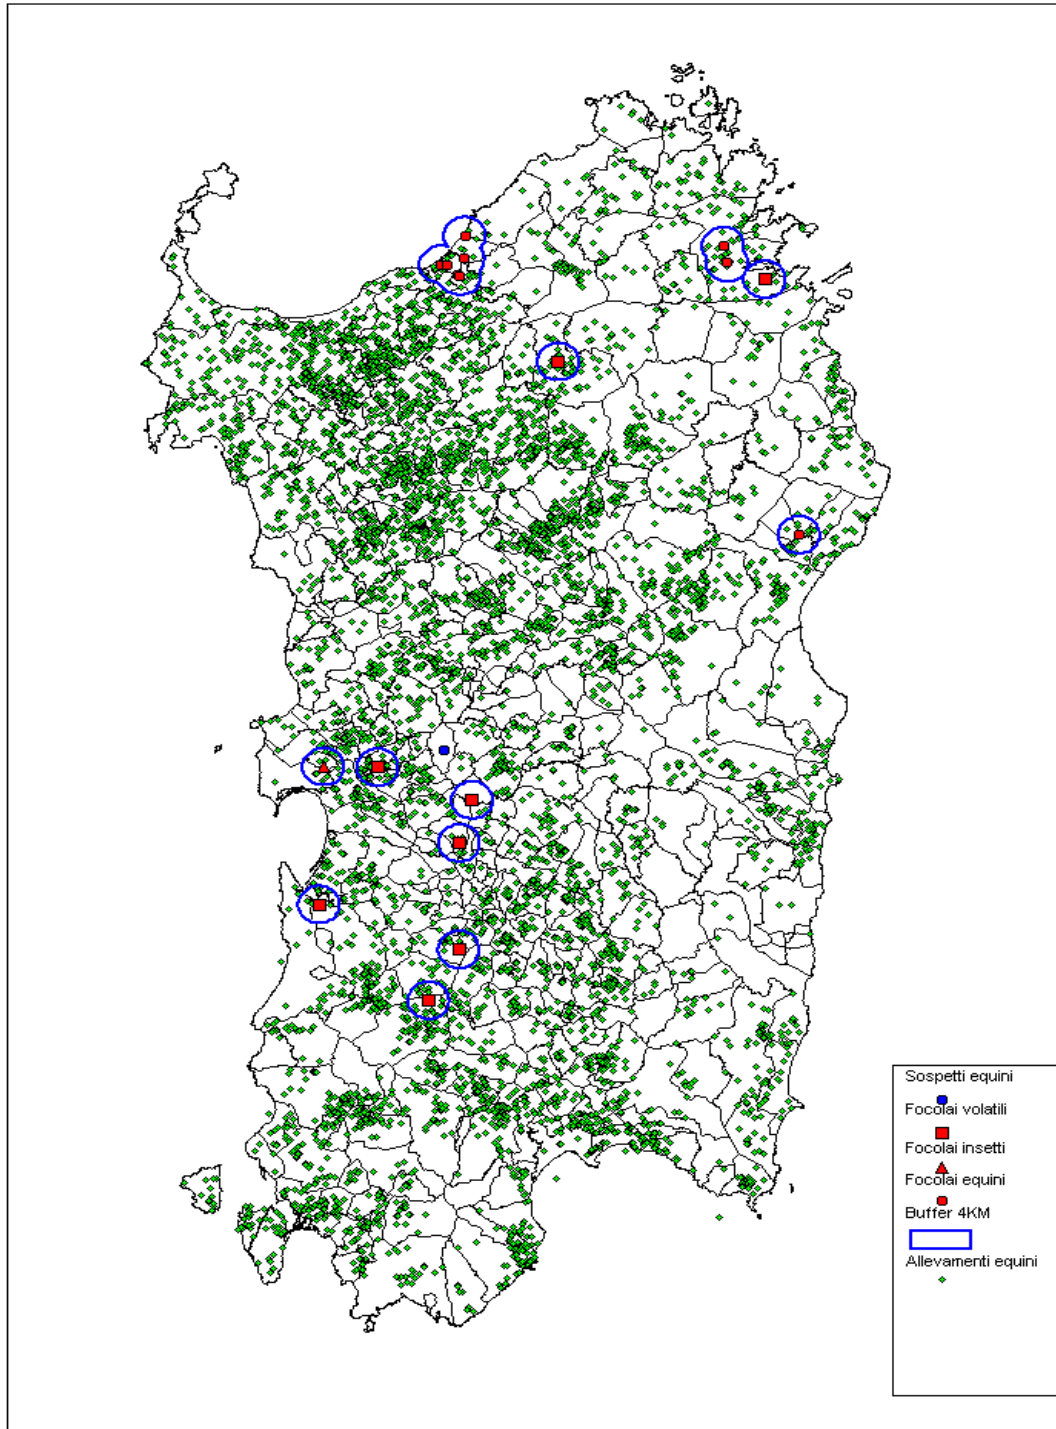 Sospetti equini
Focolai volatili
Focolai insetti
Focolai equini
Buffer 4KM
Allevamenti equini